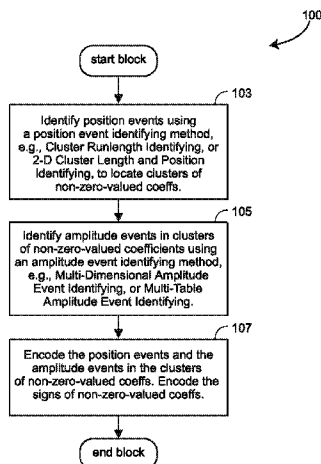 100
start block
103
Identify position events using
a position event identifying method,
e.g., Cluster Runlength Identifying, or
2-D Cluster Length and Position
Identifying, to locate clusters of
non-zero-valued coeffs.
105
Identify amplitude events in clusters
of non-zero-valued coefficients using
an amplitude event identifying method,
e.g., Multi-Dimensional Amplitude
Event Identifying, or Multi-Table
Amplitude Event Identifying.
107
Encode the position events and the
amplitude events in the clusters
of non-zero-valued coeffs. Encode the
signs of non-zero-valued coeffs.
end block